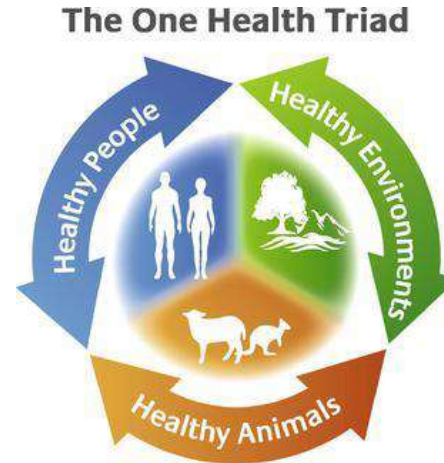 The One Health Triad
Healthy People
Healthy Environments
Healthy Animals